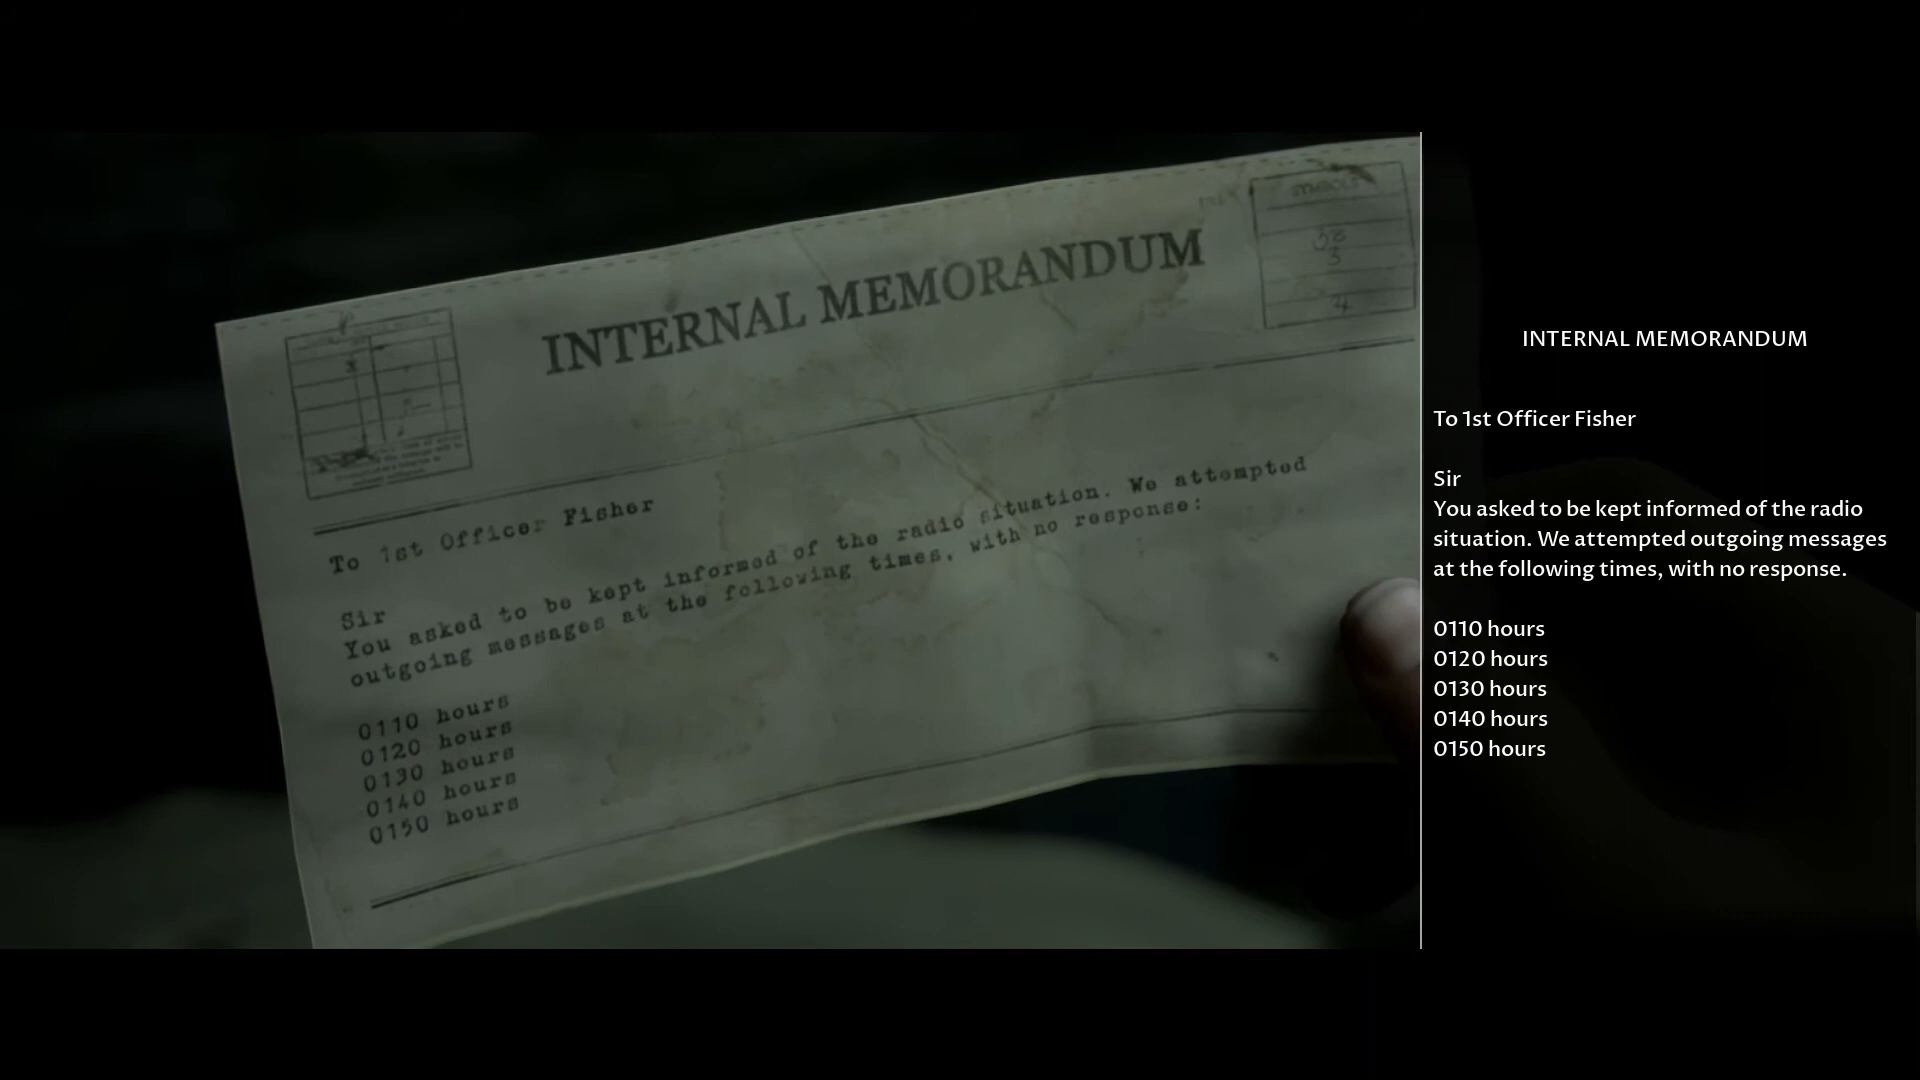 INTERNAL MEMORANDUM
To 1st Officer Fisher
Sir
You asked to be kept informed of the radio situation. We attempted
outgoing messages at the following times, with no response:
0110 hours
0120 hours
0130 hours
0140 hours
0150 hours
INTERNAL MEMORANDUM
To 1st Officer Fisher
Sir
You asked to be kept informed of the radio
situation. We attempted outgoing messages
at the following times, with no response.
0110 hours
0120 hours
0130 hours
0140 hours
0150 hours